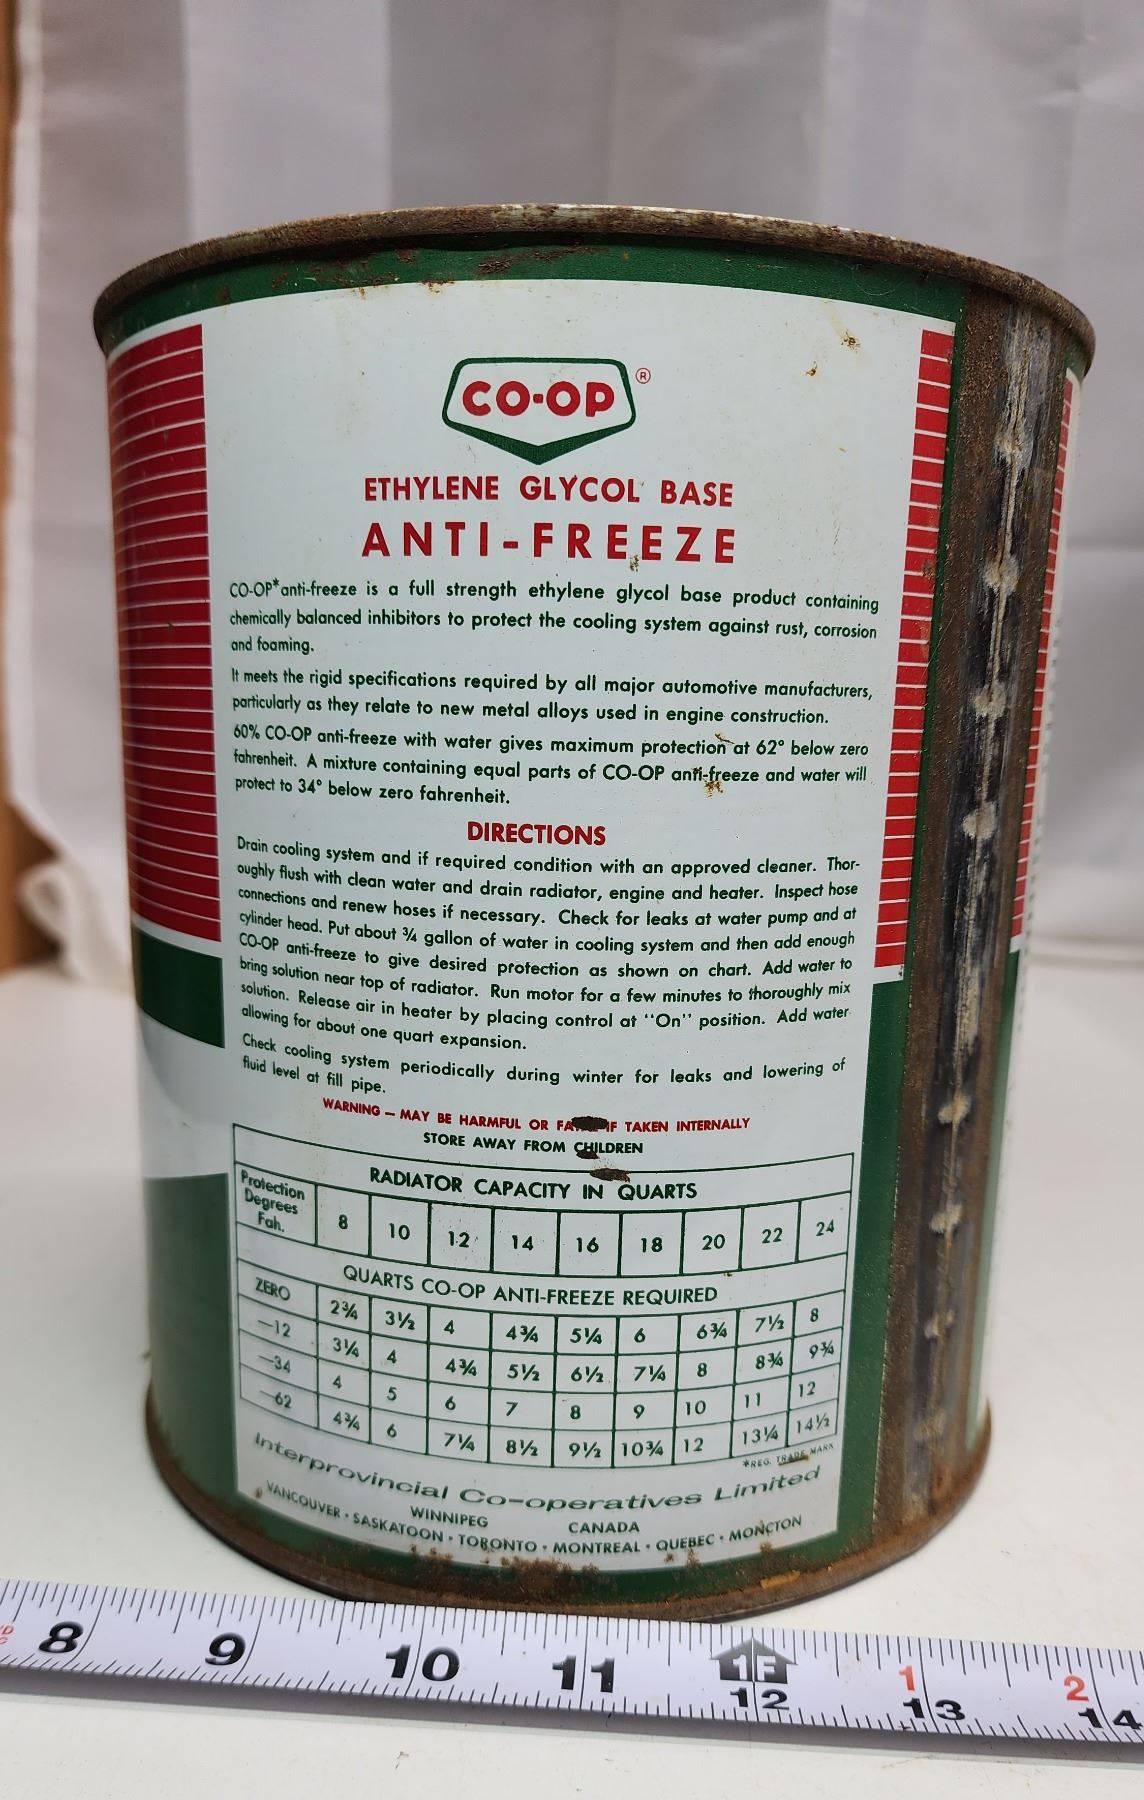 CO-OP ®
ETHYLENE GLYCOL BASE
ANTI-FREEZE
CO-OP* anti-freeze is a full strength ethylene glycol base product containing
chemically balanced inhibitors to protect the cooling system against rust, corrosion
and foaming.
It meets the rigid specifications required by all major automotive manufacturers,
particularly as they relate to new metal alloys used in engine construction.
60% CO-OP anti-freeze with water gives maximum protection at 62° below zero
fahrenheit. A mixture containing equal parts of CO-OP anti-freeze and water will
protect to 34° below zero fahrenheit.
DIRECTIONS
Drain cooling system and if required condition with an approved cleaner. Thor-
oughly flush with clean water and drain radiator, engine and heater. Inspect hose
connections and renew hoses if necessary. Check for leaks at water pump and at
cylinder head. Put about ¾ gallon of water in cooling system and then add enough
CO-OP anti-freeze to give desired protection as shown on chart. Add water to
bring solution near top of radiator. Run motor for a few minutes to thoroughly mix
solution. Release air in heater by placing control at "On" position. Add water
allowing for about one quart expansion.
Check cooling system periodically during winter for leaks and lowering of
fluid level at fill pipe.
WARNING — MAY BE HARMFUL OR FATAL IF TAKEN INTERNALLY
STORE AWAY FROM CHILDREN
Protection
Degrees
Fah.
RADIATOR CAPACITY IN QUARTS
8 10 12 14 16 18 20 22 24
QUARTS CO-OP ANTI-FREEZE REQUIRED
ZERO 2¾ 3½ 4 4¾ 5¼ 6 6¾ 7½ 8
—12 3¼ 4 4¾ 5½ 6½ 7¼ 8 8¾ 9¾
—34 4 5 6 7 8 9 10 11 12
—62 4¾ 6 7¼ 8½ 9½ 10¾ 12 13¼ 14½
*REG. TRADE MARK
Interprovincial Co-operatives Limited
WINNIPEG CANADA
VANCOUVER • SASKATOON • TORONTO • MONTREAL • QUEBEC • MONCTON
1F 1 2
8 9 10 11 12 13 14